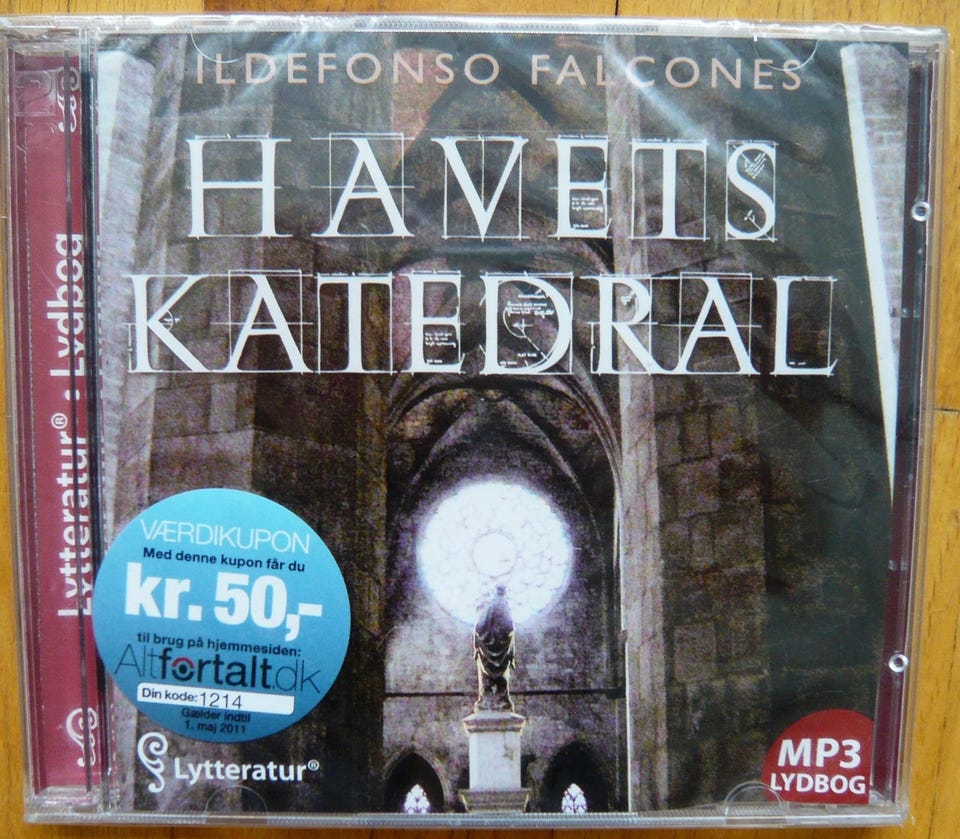 ILDEFONSO FALCONES
HAVETS
KATEDRAL
Lytteratur® : Lydbog
VÆRDIKUPON
Med denne kupon får du
kr. 50,-
til brug på hjemmesiden:
Altfortalt.dk
Din kode: 1214
Gælder indtil
1. maj 2011
Lytteratur®
MP3
LYDBOG